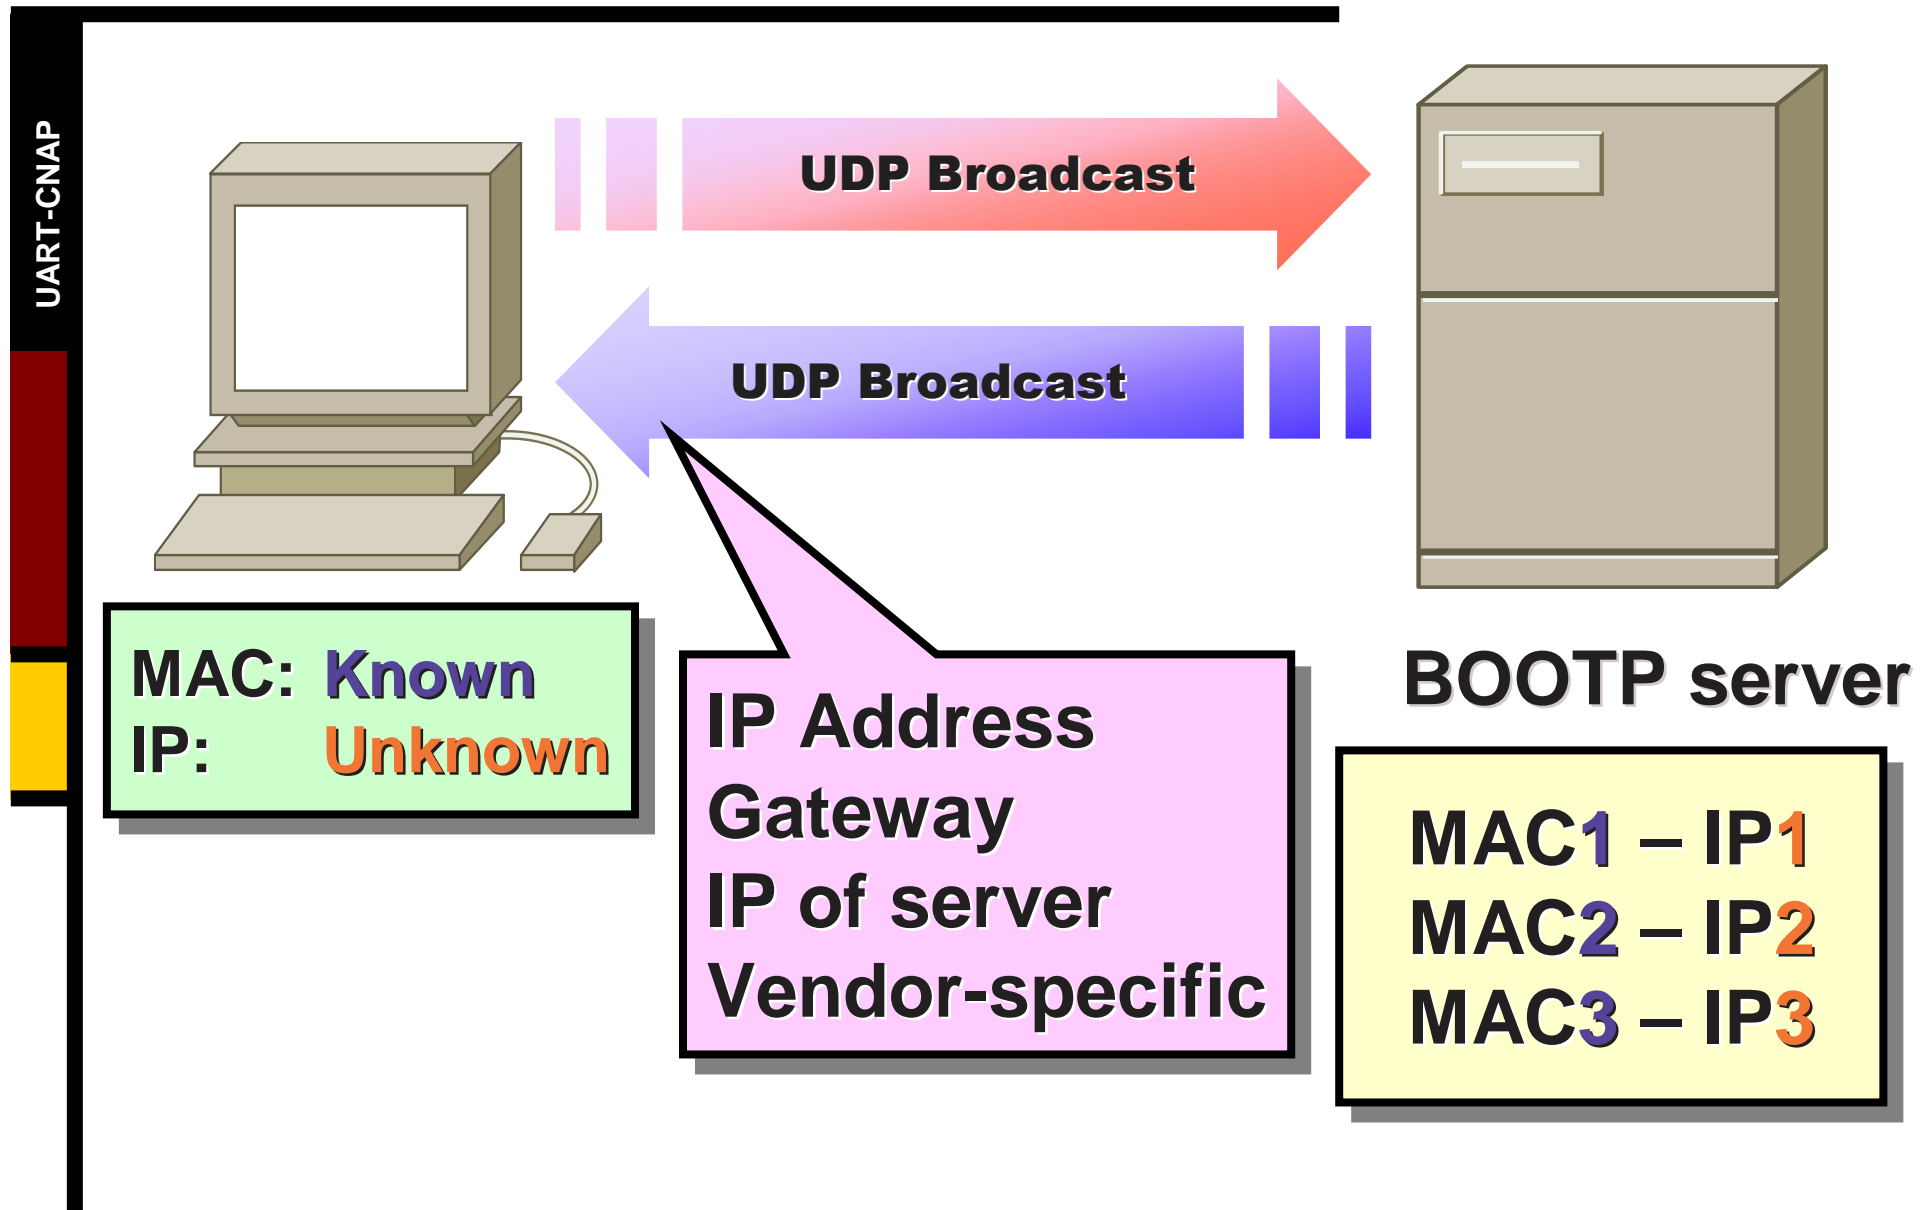 UART-CNAP
UDP Broadcast
UDP Broadcast
MAC: Known
IP: Unknown
IP Address
Gateway
IP of server
Vendor-specific
BOOTP server
MAC1 – IP1
MAC2 – IP2
MAC3 – IP3